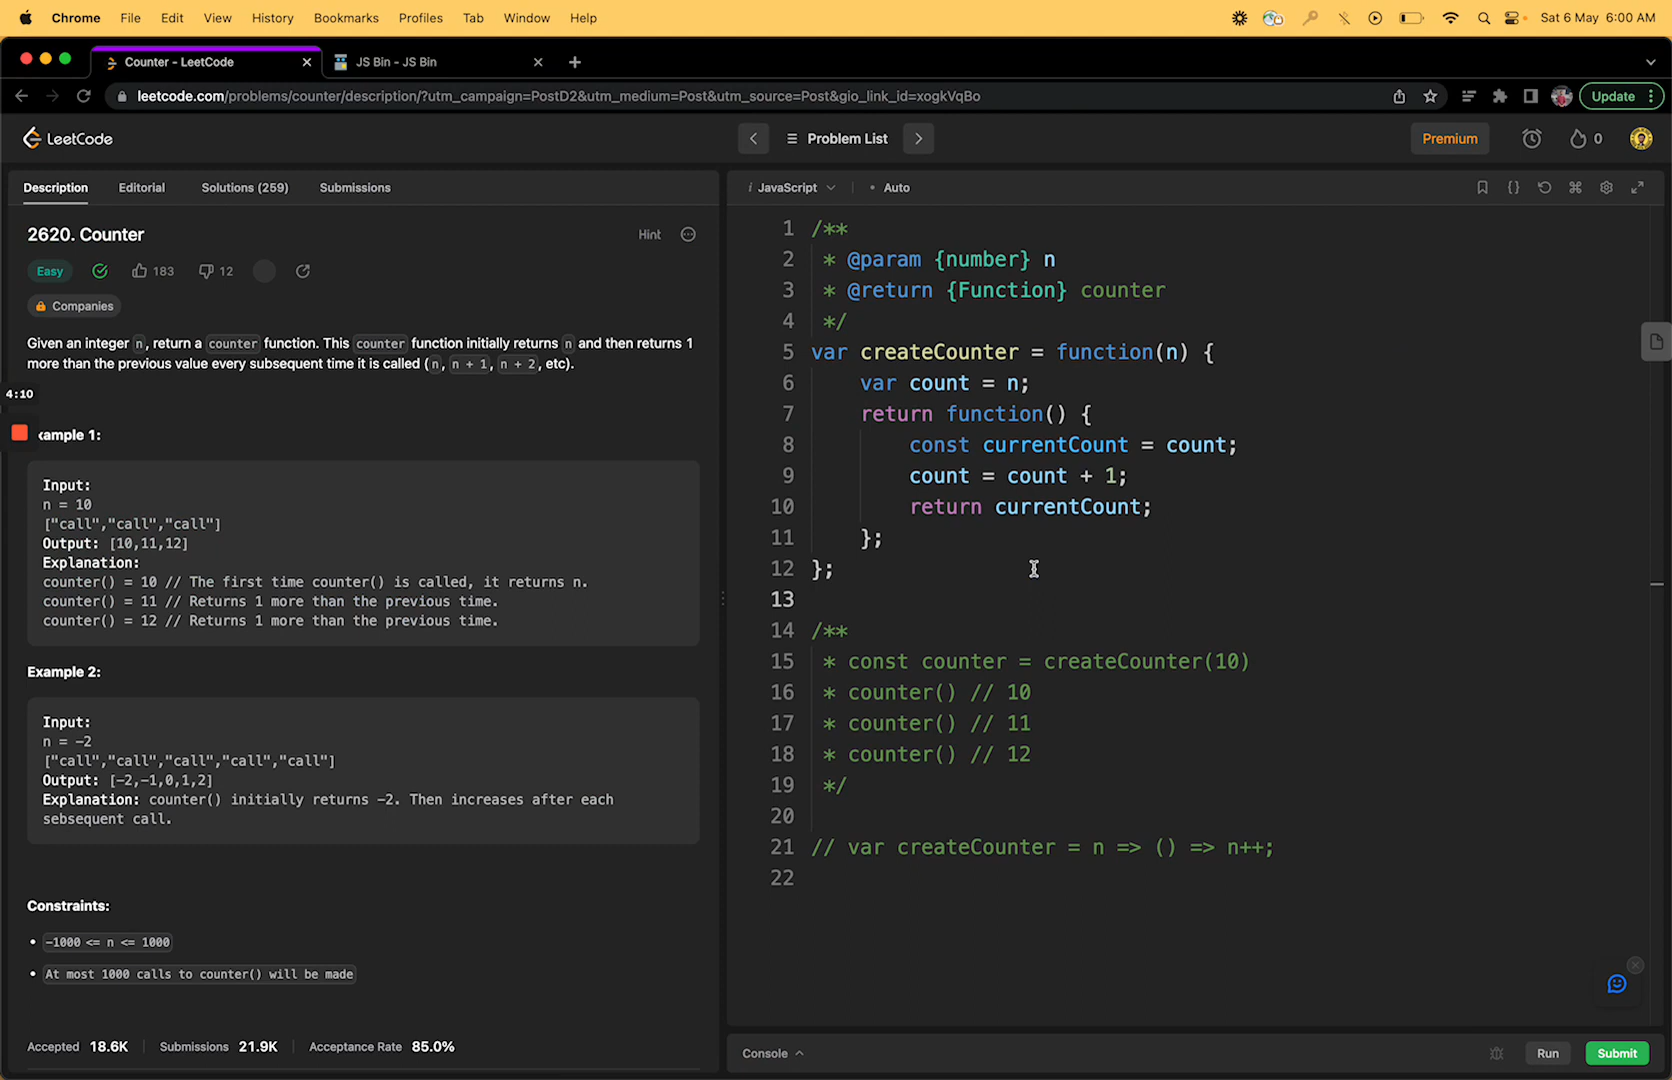 Chrome File Edit View History Bookmarks Profiles Tab Window Help Sat 6 May 6:00 AM
Counter - LeetCode JS Bin - JS Bin
leetcode.com/problems/counter/description/?utm_campaign=PostD2&utm_medium=Post&utm_source=Post&gio_link_id=xogkVqBo Update
LeetCode Problem List Premium 0
Description Editorial Solutions (259) Submissions
2620. Counter Hint
Easy 183 12
Companies
Given an integer n, return a counter function. This counter function initially returns n and then returns 1
more than the previous value every subsequent time it is called (n, n + 1, n + 2, etc).
4:10
xample 1:
Input:
n = 10
["call","call","call"]
Output: [10,11,12]
Explanation:
counter() = 10 // The first time counter() is called, it returns n.
counter() = 11 // Returns 1 more than the previous time.
counter() = 12 // Returns 1 more than the previous time.
Example 2:
Input:
n = -2
["call","call","call","call","call"]
Output: [-2,-1,0,1,2]
Explanation: counter() initially returns -2. Then increases after each
sebsequent call.
Constraints:
• -1000 <= n <= 1000
• At most 1000 calls to counter() will be made
Accepted 18.6K Submissions 21.9K Acceptance Rate 85.0%
i JavaScript • Auto
1 /**
2 * @param {number} n
3 * @return {Function} counter
4 */
5 var createCounter = function(n) {
6 var count = n;
7 return function() {
8 const currentCount = count;
9 count = count + 1;
10 return currentCount;
11 };
12 };
13
14 /**
15 * const counter = createCounter(10)
16 * counter() // 10
17 * counter() // 11
18 * counter() // 12
19 */
20
21 // var createCounter = n => () => n++;
22
Console Run Submit